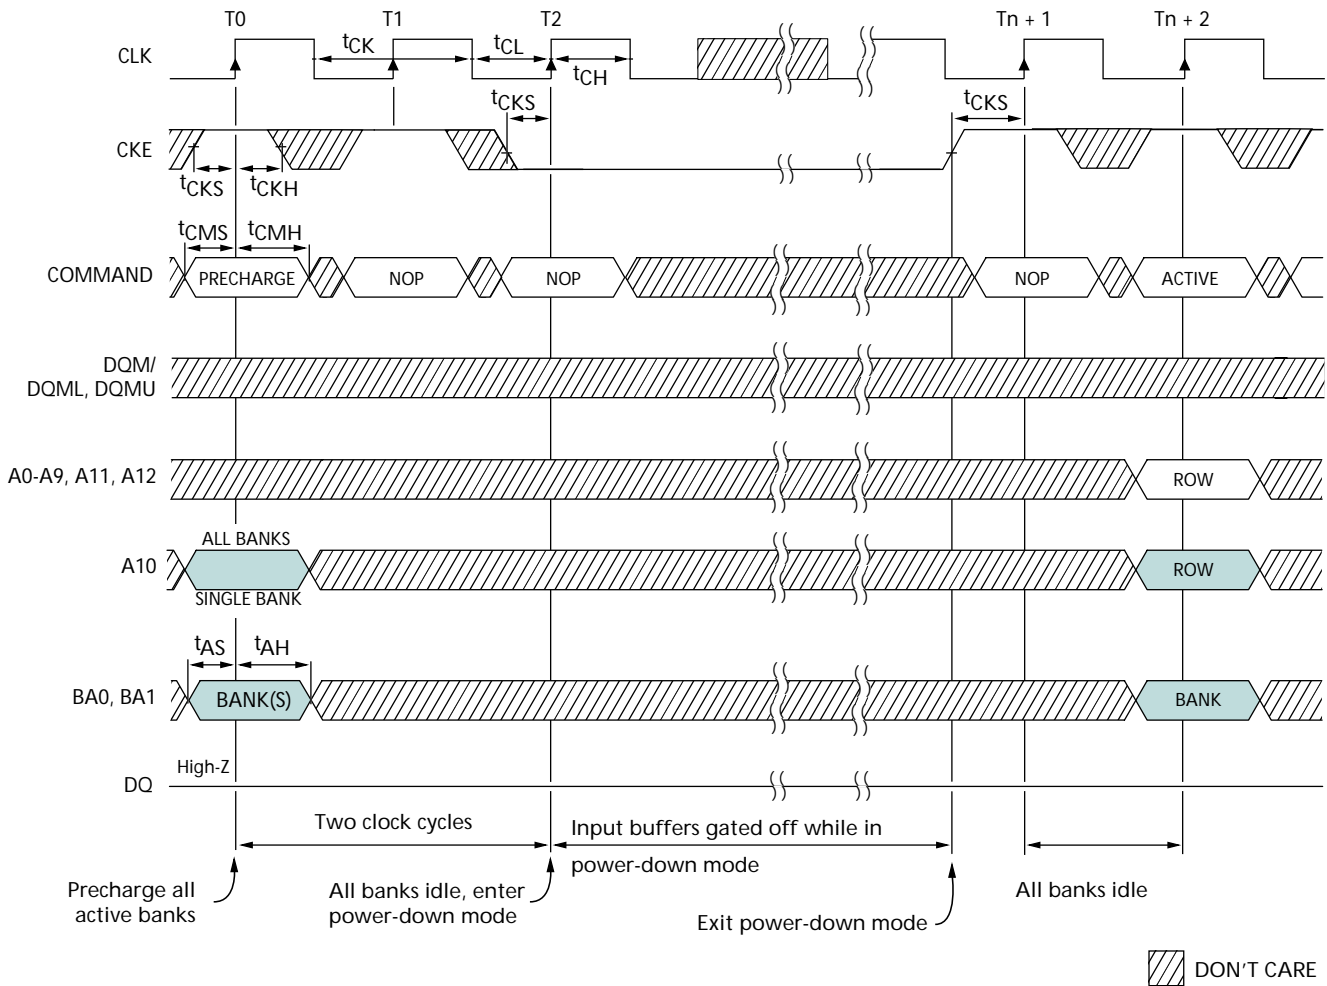 T0 T1 T2 Tn + 1 Tn + 2
CLK
tCK tCL
tCH
tCKS tCKS
CKE
tCKS tCKH
tCMS tCMH
COMMAND PRECHARGE NOP NOP NOP ACTIVE
DQM/
DQML, DQMU
A0-A9, A11, A12 ROW
ALL BANKS
A10 ROW
SINGLE BANK
tAS tAH
BA0, BA1 BANK(S) BANK
High-Z
DQ
Two clock cycles
Input buffers gated off while in
power-down mode
Precharge all
active banks
All banks idle, enter
power-down mode
Exit power-down mode
All banks idle
DON'T CARE